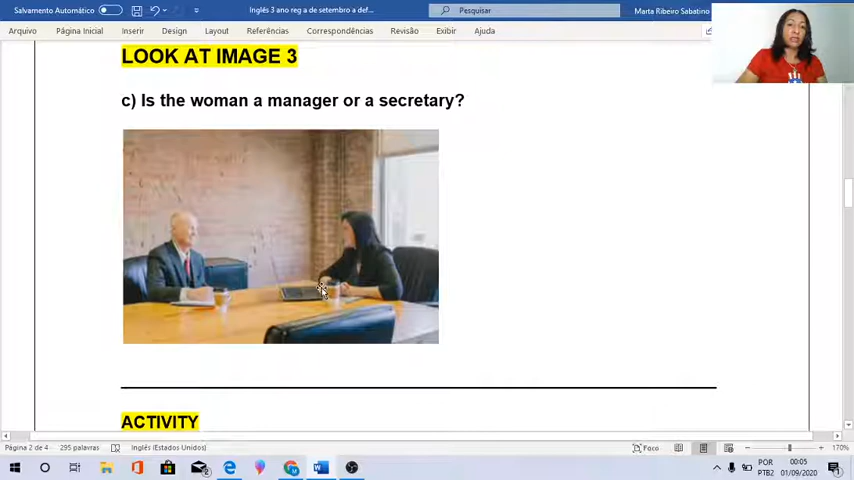 Salvamento Automático
Inglês 3 ano reg a de setembro a def...
Pesquisar
Marta Ribeiro Sabatino
Arquivo Página Inicial Inserir Design Layout Referências Correspondências Revisão Exibir Ajuda
LOOK AT IMAGE 3
c) Is the woman a manager or a secretary?
ACTIVITY
Página 2 de 4 295 palavras Inglês (Estados Unidos) Foco 170%
POR 00:05
PTB2 01/09/2020